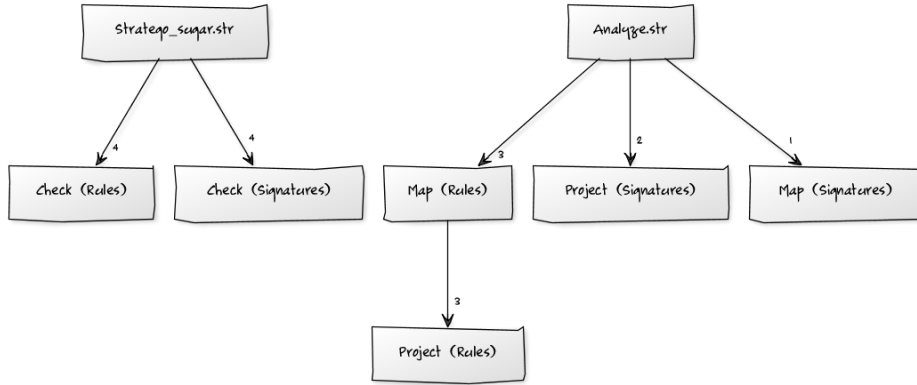 Stratego_sugar.str
Analyze.str
4
4
3
2
1
Check (Rules)
Check (Signatures)
Map (Rules)
Project (Signatures)
Map (Signatures)
3
Project (Rules)